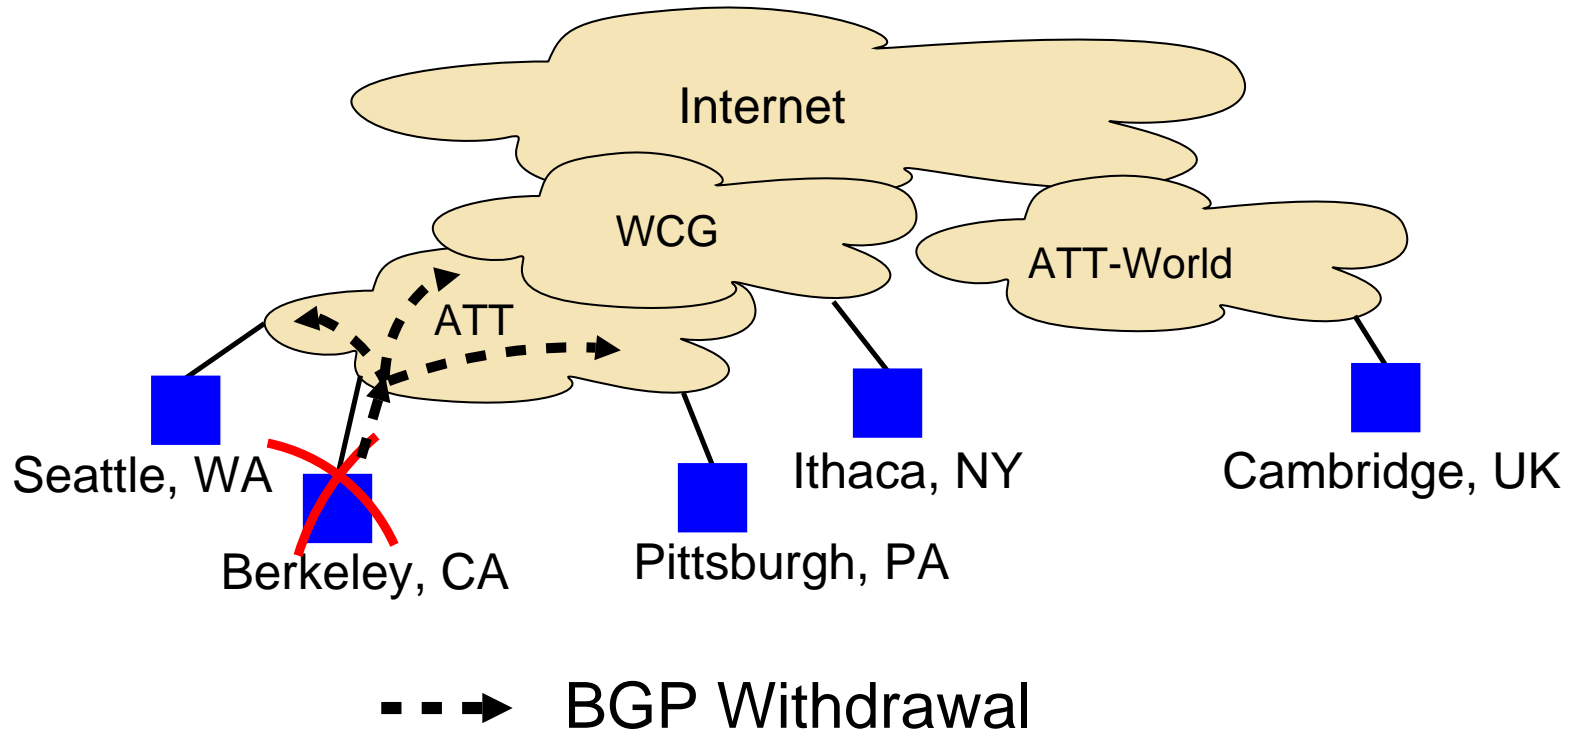 Internet
WCG
ATT-World
ATT
Seattle, WA
Ithaca, NY
Cambridge, UK
Berkeley, CA
Pittsburgh, PA
BGP Withdrawal